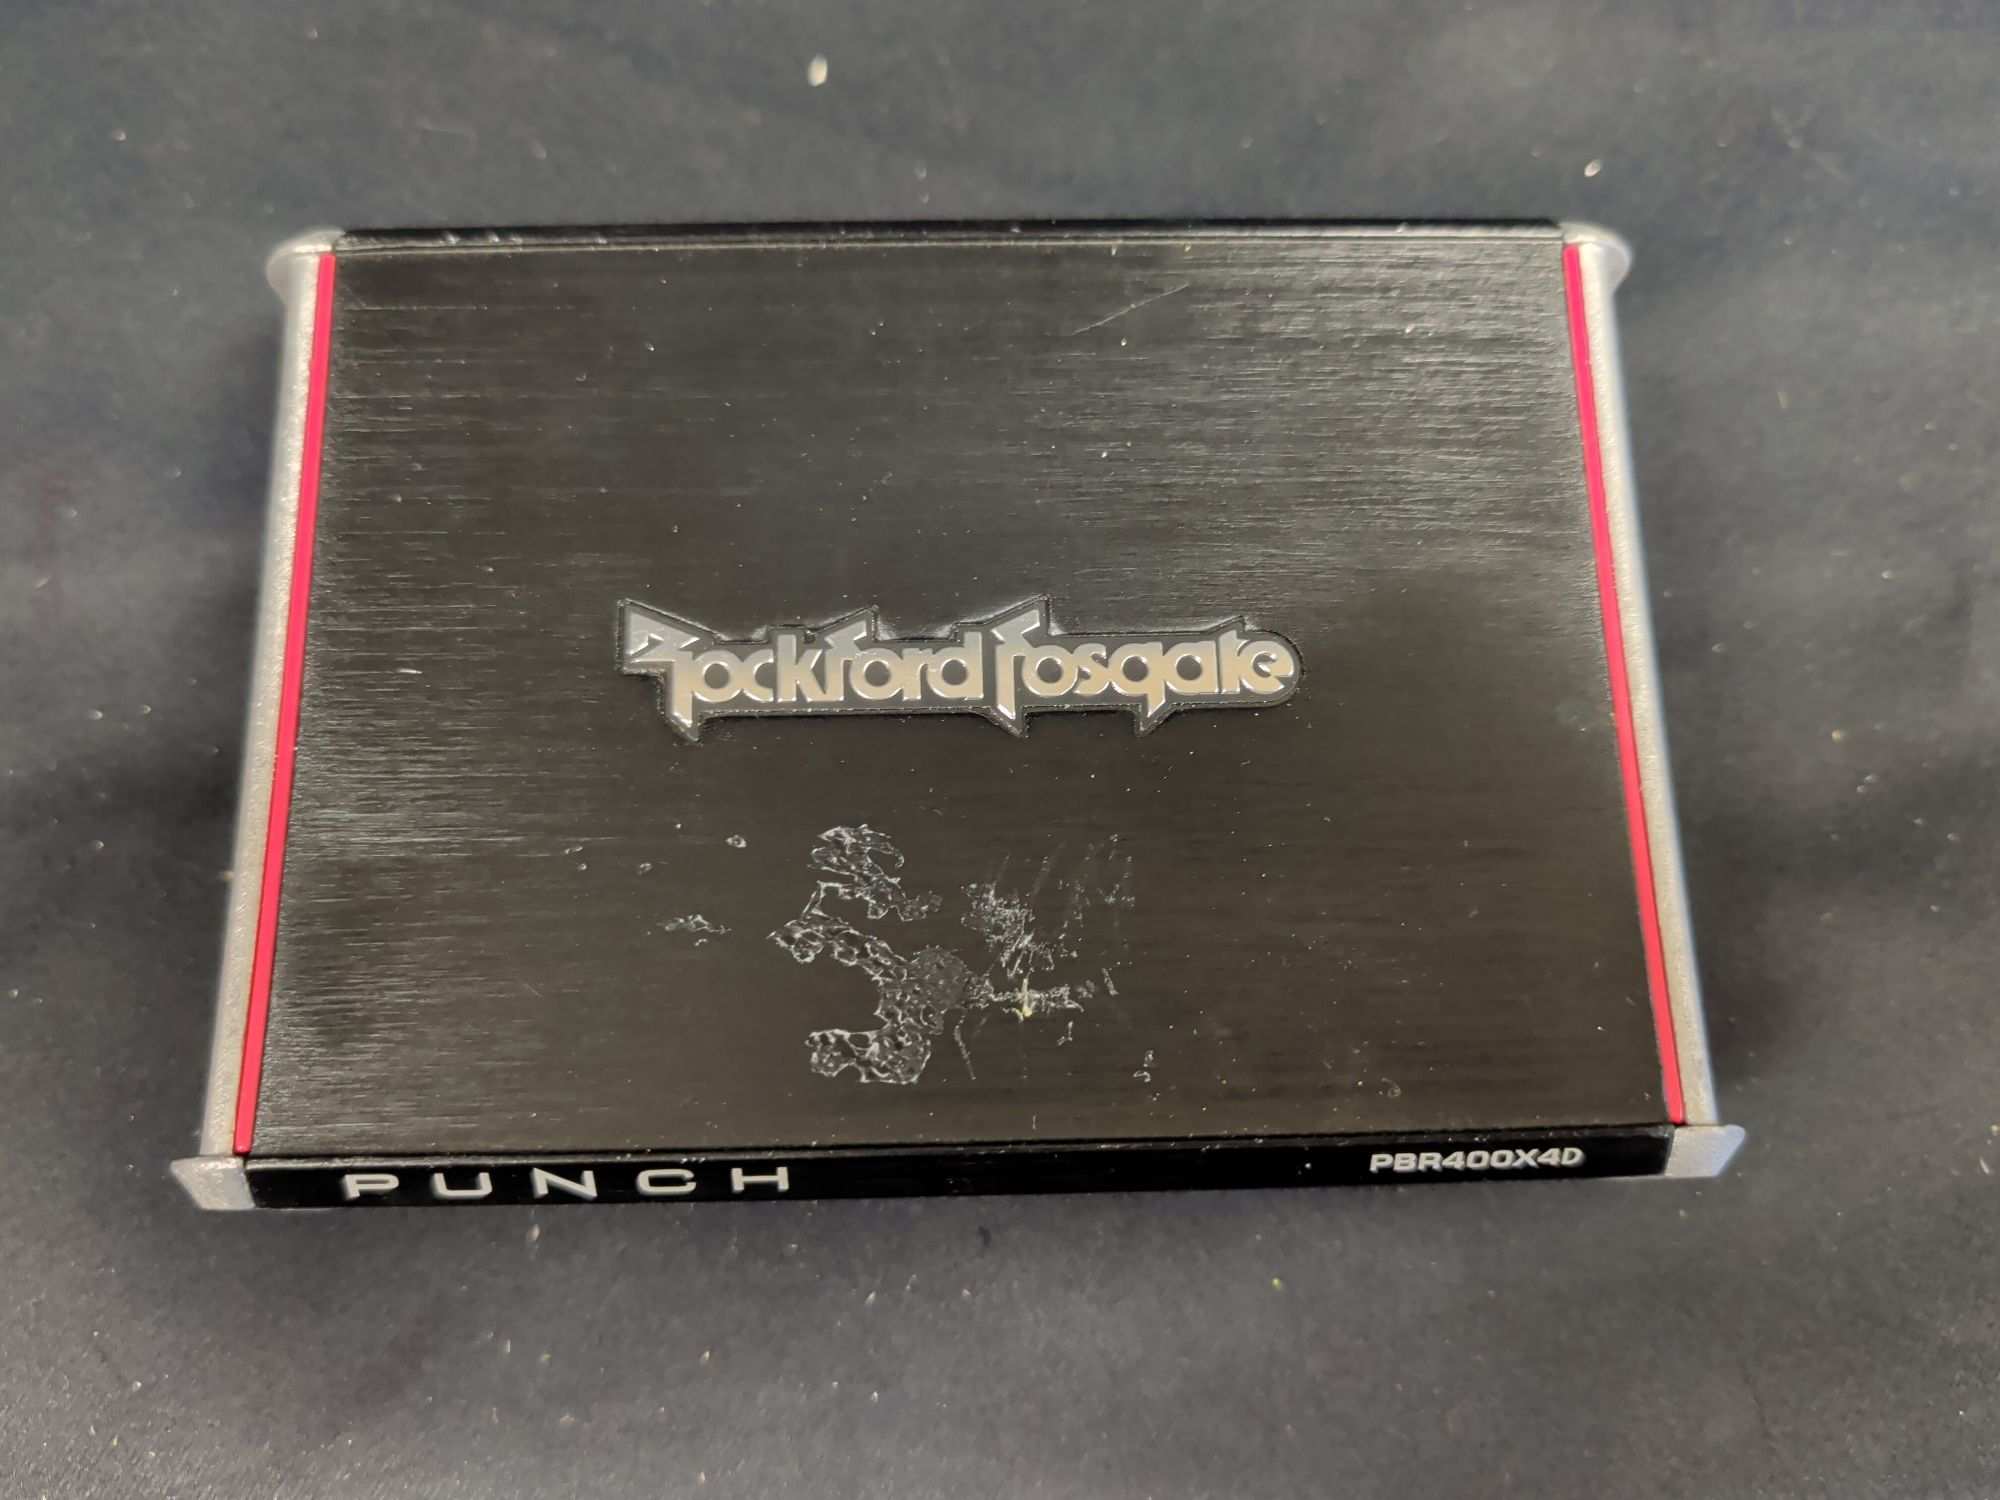 Rockford Fosgate
PUNCH
PBR400X4D